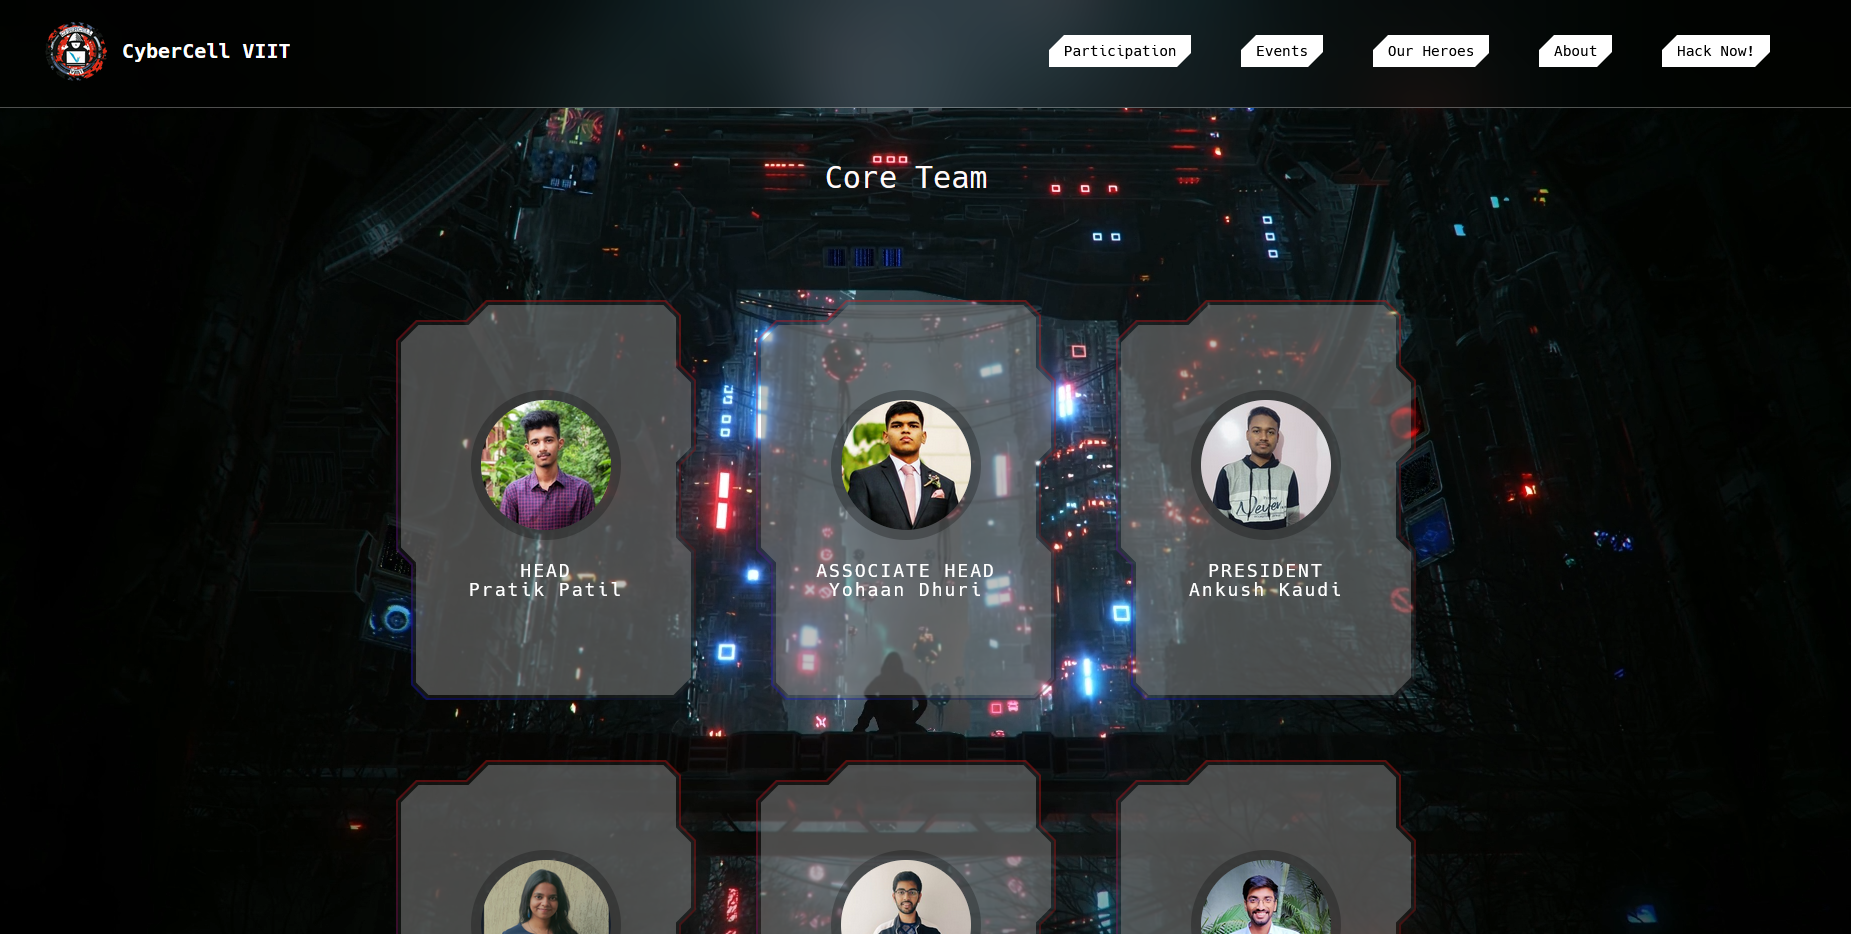 CyberCell VIIT
Participation
Events
Our Heroes
About
Hack Now!
Core Team
HEAD
Pratik Patil
ASSOCIATE HEAD
Yohaan Dhuri
PRESIDENT
Ankush Kaudi
Never